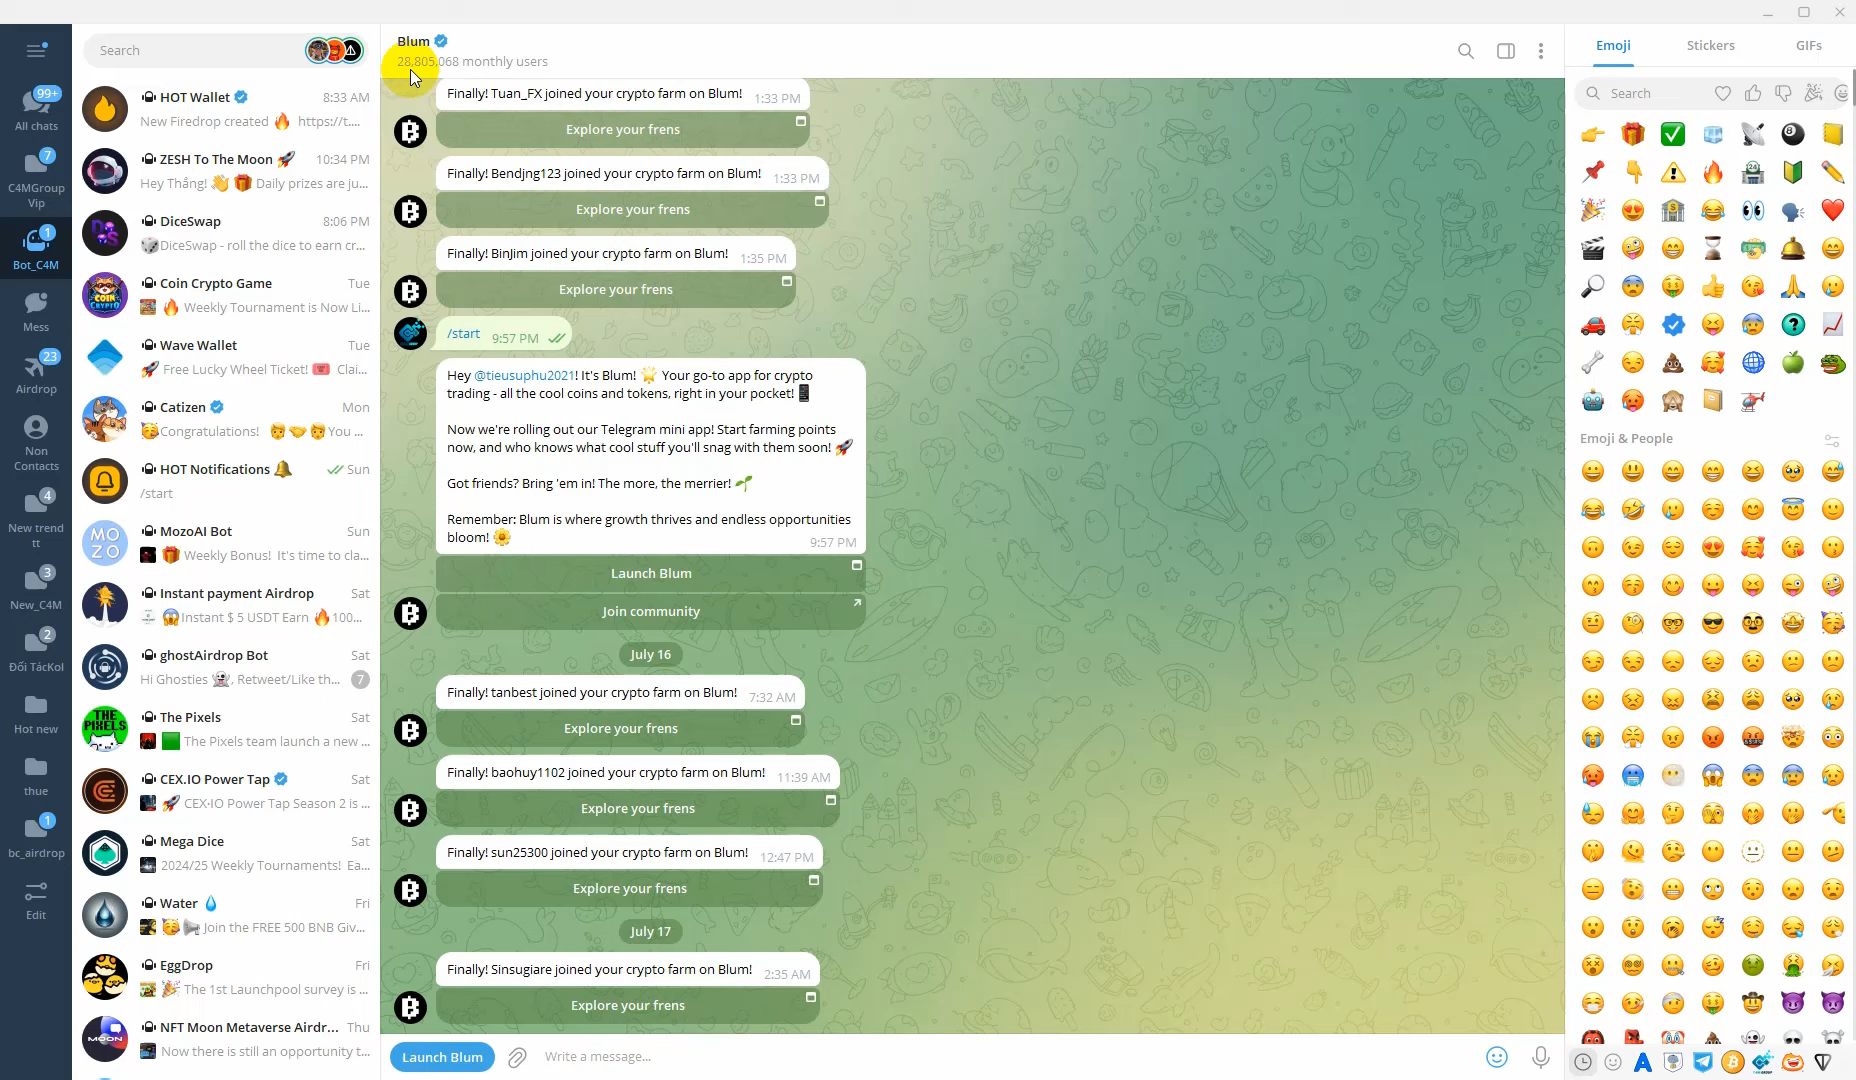 99+
All chats
7
C4MGroup
Vip
1
Bot_C4M
Mess
23
Airdrop
Non
Contacts
4
New trend
tt
3
New_C4M
2
Đối TácKol
Hot new
thue
1
bc_airdrop
Edit
Search
HOT Wallet 8:33 AM
New Firedrop created 🔥 https://t....
ZESH To The Moon 🚀 10:34 PM
Hey Thắng! 👋 🎁 Daily prizes are ju...
DiceSwap 8:06 PM
🎲DiceSwap - roll the dice to earn cr...
Coin Crypto Game Tue
🔥 Weekly Tournament is Now Li...
Wave Wallet Tue
🚀 Free Lucky Wheel Ticket! 🎟 Clai...
Catizen Mon
🥳Congratulations! You ...
HOT Notifications 🔔 Sun
/start
MOZO
MozoAI Bot Sun
🎁 Weekly Bonus! It's time to cla...
Instant payment Airdrop Sat
😱Instant $ 5 USDT Earn 🔥100...
ghostAirdrop Bot Sat
Hi Ghosties 👻, Retweet/Like th... 7
THE PIXELS
The Pixels Sat
🟩 The Pixels team launch a new ...
CEX.IO Power Tap Sat
🚀 CEX•IO Power Tap Season 2 is ...
Mega Dice Sat
2024/25 Weekly Tournaments! Ea...
Water 💧 Fri
🥳 📢 Join the FREE 500 BNB Giv...
EggDrop Fri
🎉 The 1st Launchpool survey is ...
MOON
NFT Moon Metaverse Airdr... Thu
Now there is still an opportunity t...
Blum
28,805,068 monthly users
Finally! Tuan_FX joined your crypto farm on Blum! 1:33 PM
Explore your frens
Finally! Bendjng123 joined your crypto farm on Blum! 1:33 PM
Explore your frens
Finally! BinJim joined your crypto farm on Blum! 1:35 PM
Explore your frens
/start 9:57 PM
Hey @tieusuphu2021! It's Blum! 🌟 Your go-to app for crypto
trading - all the cool coins and tokens, right in your pocket!📱
Now we're rolling out our Telegram mini app! Start farming points
now, and who knows what cool stuff you'll snag with them soon! 🚀
Got friends? Bring 'em in! The more, the merrier! 🌱
Remember: Blum is where growth thrives and endless opportunities
bloom! 🌼 9:57 PM
Launch Blum
Join community
July 16
Finally! tanbest joined your crypto farm on Blum! 7:32 AM
Explore your frens
Finally! baohuy1102 joined your crypto farm on Blum! 11:39 AM
Explore your frens
Finally! sun25300 joined your crypto farm on Blum! 12:47 PM
Explore your frens
July 17
Finally! Sinsugiare joined your crypto farm on Blum! 2:35 AM
Explore your frens
Launch Blum
Write a message...
Emoji Stickers GIFs
Search
Emoji & People